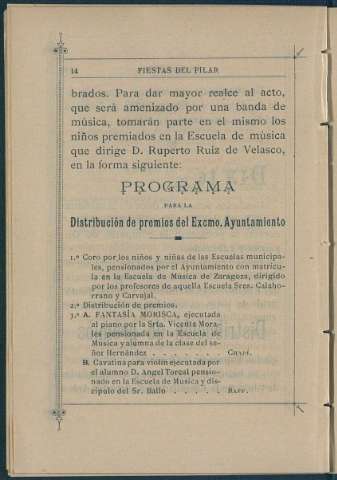 14 FIESTAS DEL PILAR
brados. Para dar mayor realce al acto,
que será amenizado por una banda de
música, tomarán parte en el mismo los
niños premiados en la Escuela de música
que dirige D. Ruperto Ruiz de Velasco,
en la forma siguiente:
PROGRAMA
PARA LA
Distribución de premios del Excmo. Ayuntamiento
1.º Coro por los niños y niñas de las Escuelas municipa-
les, pensionados por el Ayuntamiento con matrícu-
la en la Escuela de Música de Zaragoza, dirigido
por los profesores de aquella Escuela Sres. Calaho-
rrano y Carvajal.
2.º Distribución de premios.
3.º A. FANTASÍA MORISCA, ejecutada
al piano por la Srta. Vicenta Mora-
les pensionada en la Escuela de
Música y alumna de la clase del se-
ñor Hernández . . . . . . . CHAPÍ.
B. Cavatina para violín ejecutada por
el alumno D. Angel Toresal pensio-
nado en la Escuela de Musica y dis-
cípulo del Sr. Ballo . . . . . RAFF.